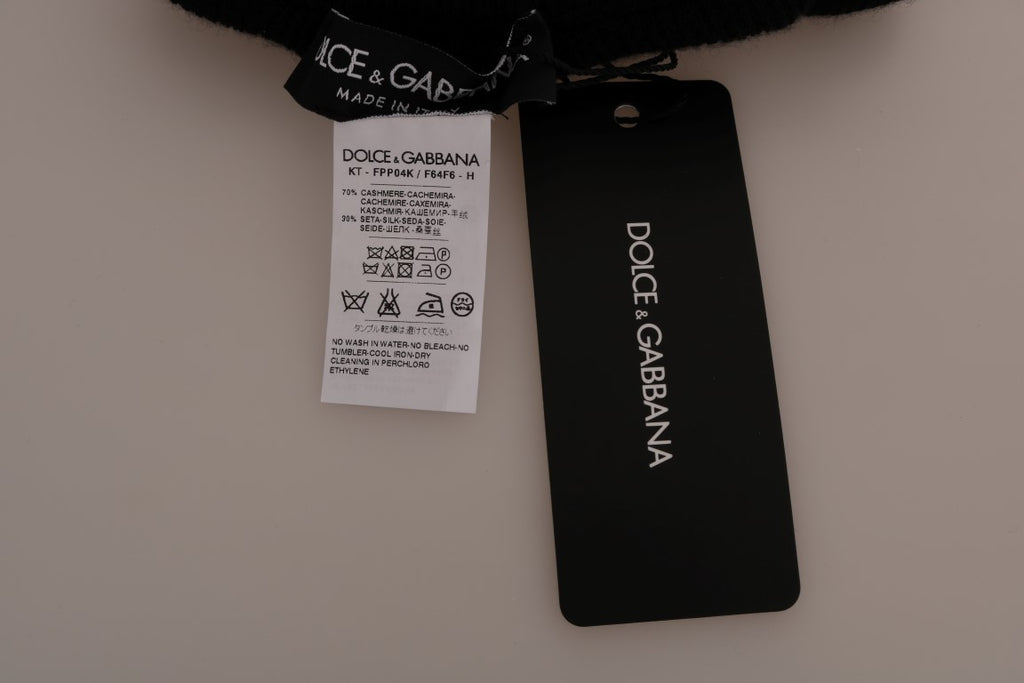 DOLCE & GABBANA
MADE IN ITALY
DOLCE & GABBANA
KT - FPP04K / F64F6 - H
70% CASHMERE-CACHEMIRA-
CACHEMIRE-CAXEMIRA-
KASCHMIR-КАШЕМИР-羊绒
30% SETA-SILK-SEDA-SOIE-
SEIDE-ШЕЛК-桑蚕丝
タンブル乾燥は避けてください
NO WASH IN WATER-NO BLEACH-NO
TUMBLER-COOL IRON-DRY
CLEANING IN PERCHLORO
ETHYLENE
DOLCE & GABBANA